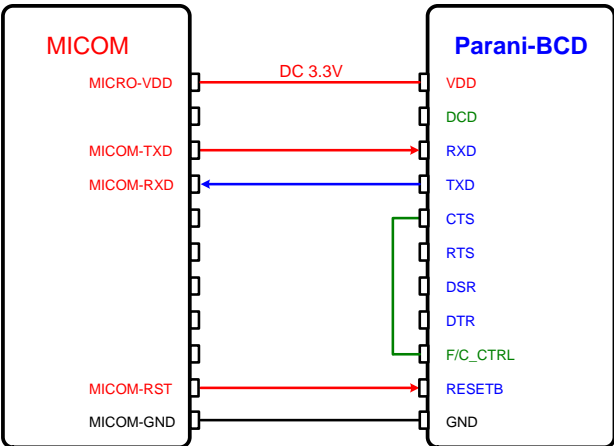 MICOM
Parani-BCD
MICRO-VDD
DC 3.3V
VDD
DCD
MICOM-TXD
RXD
MICOM-RXD
TXD
CTS
RTS
DSR
DTR
F/C_CTRL
MICOM-RST
RESETB
MICOM-GND
GND